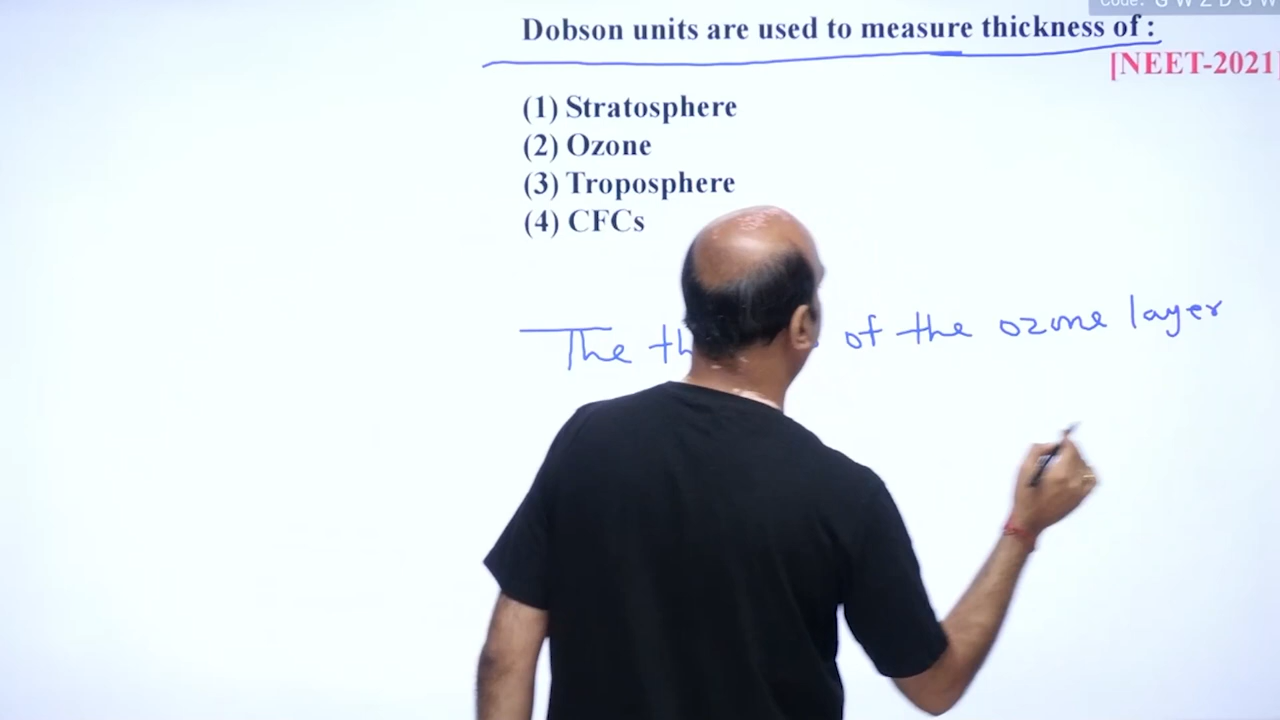 Dobson units are used to measure thickness of :
[NEET-2021]
(1) Stratosphere
(2) Ozone
(3) Troposphere
(4) CFCs
The of the ozone layer